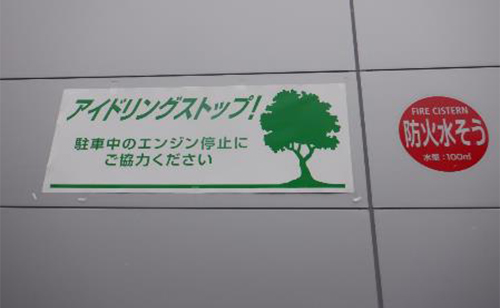 アイドリングストップ!
駐車中のエンジン停止に
ご協力ください
FIRE CISTERN
防火水そう
水量:100㎥